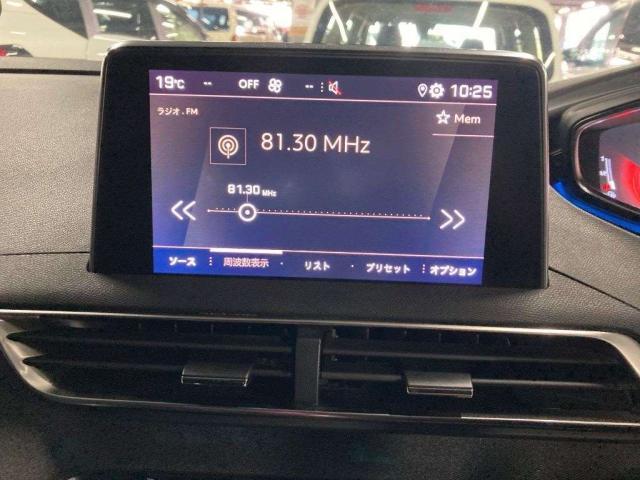 19℃ -- OFF -- 10:25
ラジオ . FM
Mem
81.30 MHz
81.30 MHz
ソース 周波数表示 リスト プリセット オプション